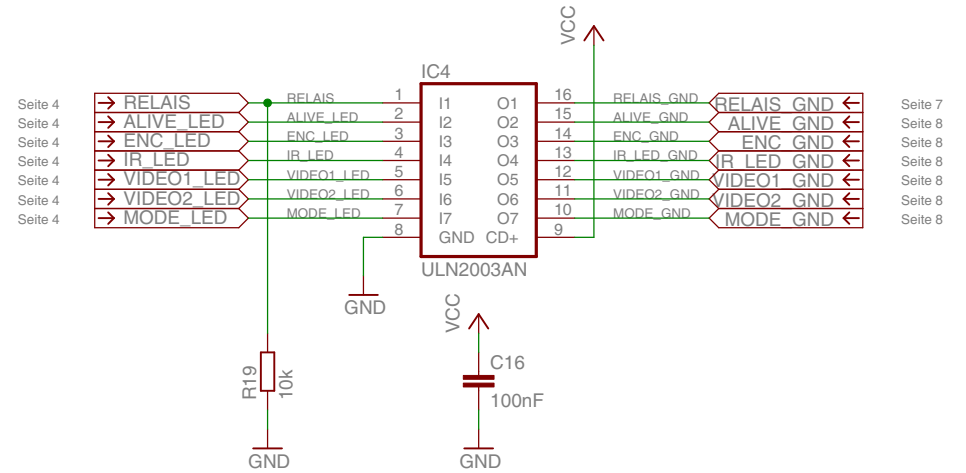 VCC
IC4
Seite 4 RELAIS RELAIS 1 I1 O1 16 RELAIS_GND RELAIS_GND Seite 7
Seite 4 ALIVE_LED ALIVE_LED 2 I2 O2 15 ALIVE_GND ALIVE_GND Seite 8
Seite 4 ENC_LED ENC_LED 3 I3 O3 14 ENC_GND ENC_GND Seite 8
Seite 4 IR_LED IR_LED 4 I4 O4 13 IR_LED_GND IR_LED_GND Seite 8
Seite 4 VIDEO1_LED VIDEO1_LED 5 I5 O5 12 VIDEO1_GND VIDEO1_GND Seite 8
Seite 4 VIDEO2_LED VIDEO2_LED 6 I6 O6 11 VIDEO2_GND VIDEO2_GND Seite 8
Seite 4 MODE_LED MODE_LED 7 I7 O7 10 MODE_GND MODE_GND Seite 8
8 GND CD+ 9
ULN2003AN
GND
VCC
R19
10k
C16
100nF
GND
GND